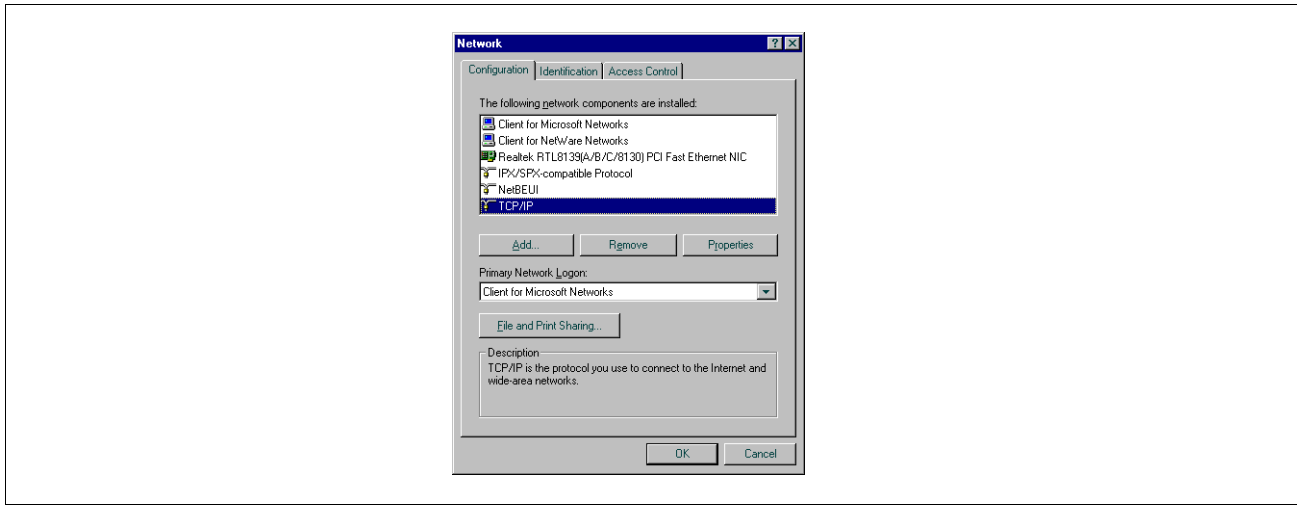 Network
Configuration Identification Access Control
The following network components are installed:
Client for Microsoft Networks
Client for NetWare Networks
Realtek RTL8139(A/B/C/8130) PCI Fast Ethernet NIC
IPX/SPX-compatible Protocol
NetBEUI
TCP/IP
Add... Remove Properties
Primary Network Logon:
Client for Microsoft Networks
File and Print Sharing...
Description
TCP/IP is the protocol you use to connect to the Internet and
wide-area networks.
OK Cancel